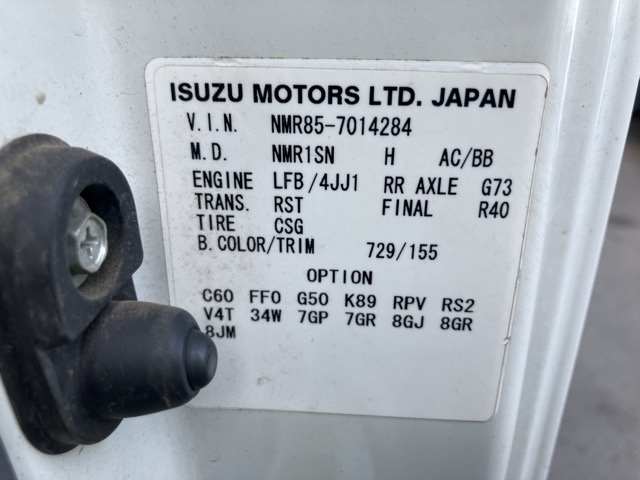 ISUZU MOTORS LTD. JAPAN
V.I.N. NMR85-7014284
M.D. NMR1SN H AC/BB
ENGINE LFB/4JJ1 RR AXLE G73
TRANS. RST FINAL R40
TIRE CSG
B.COLOR/TRIM 729/155
OPTION
C60 FF0 G50 K89 RPV RS2
V4T 34W 7GP 7GR 8GJ 8GR
8JM